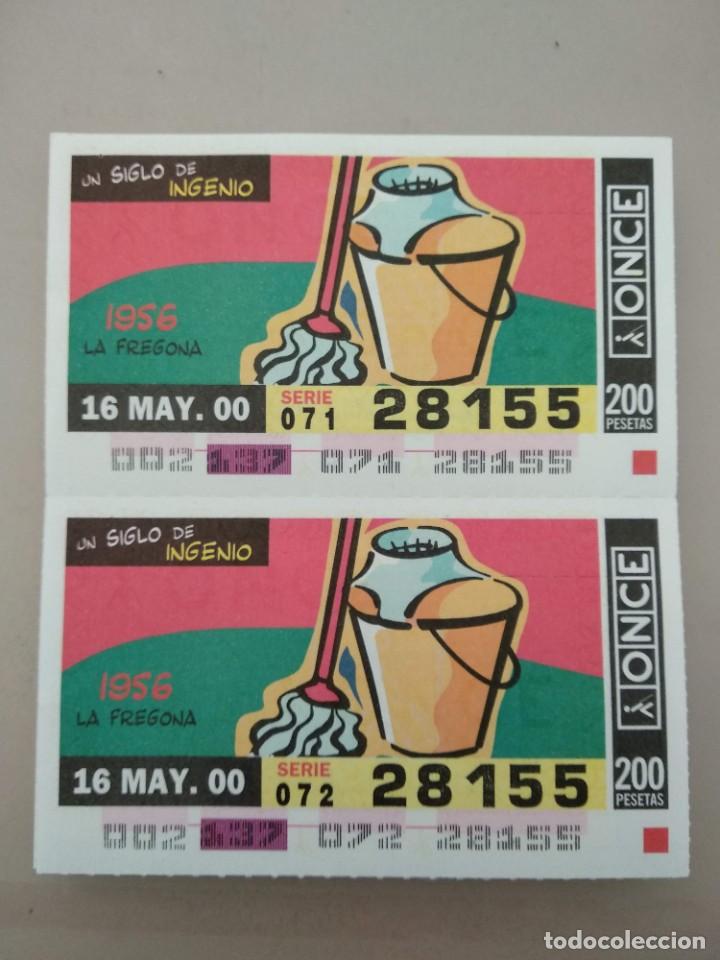 UN SIGLO DE
INGENIO
1956
LA FREGONA
16 MAY. 00
SERIE
071
28155
ONCE
200
PESETAS
002 137 071 28155
UN SIGLO DE
INGENIO
1956
LA FREGONA
16 MAY. 00
SERIE
072
28155
ONCE
200
PESETAS
002 137 072 28155
todocoleccion